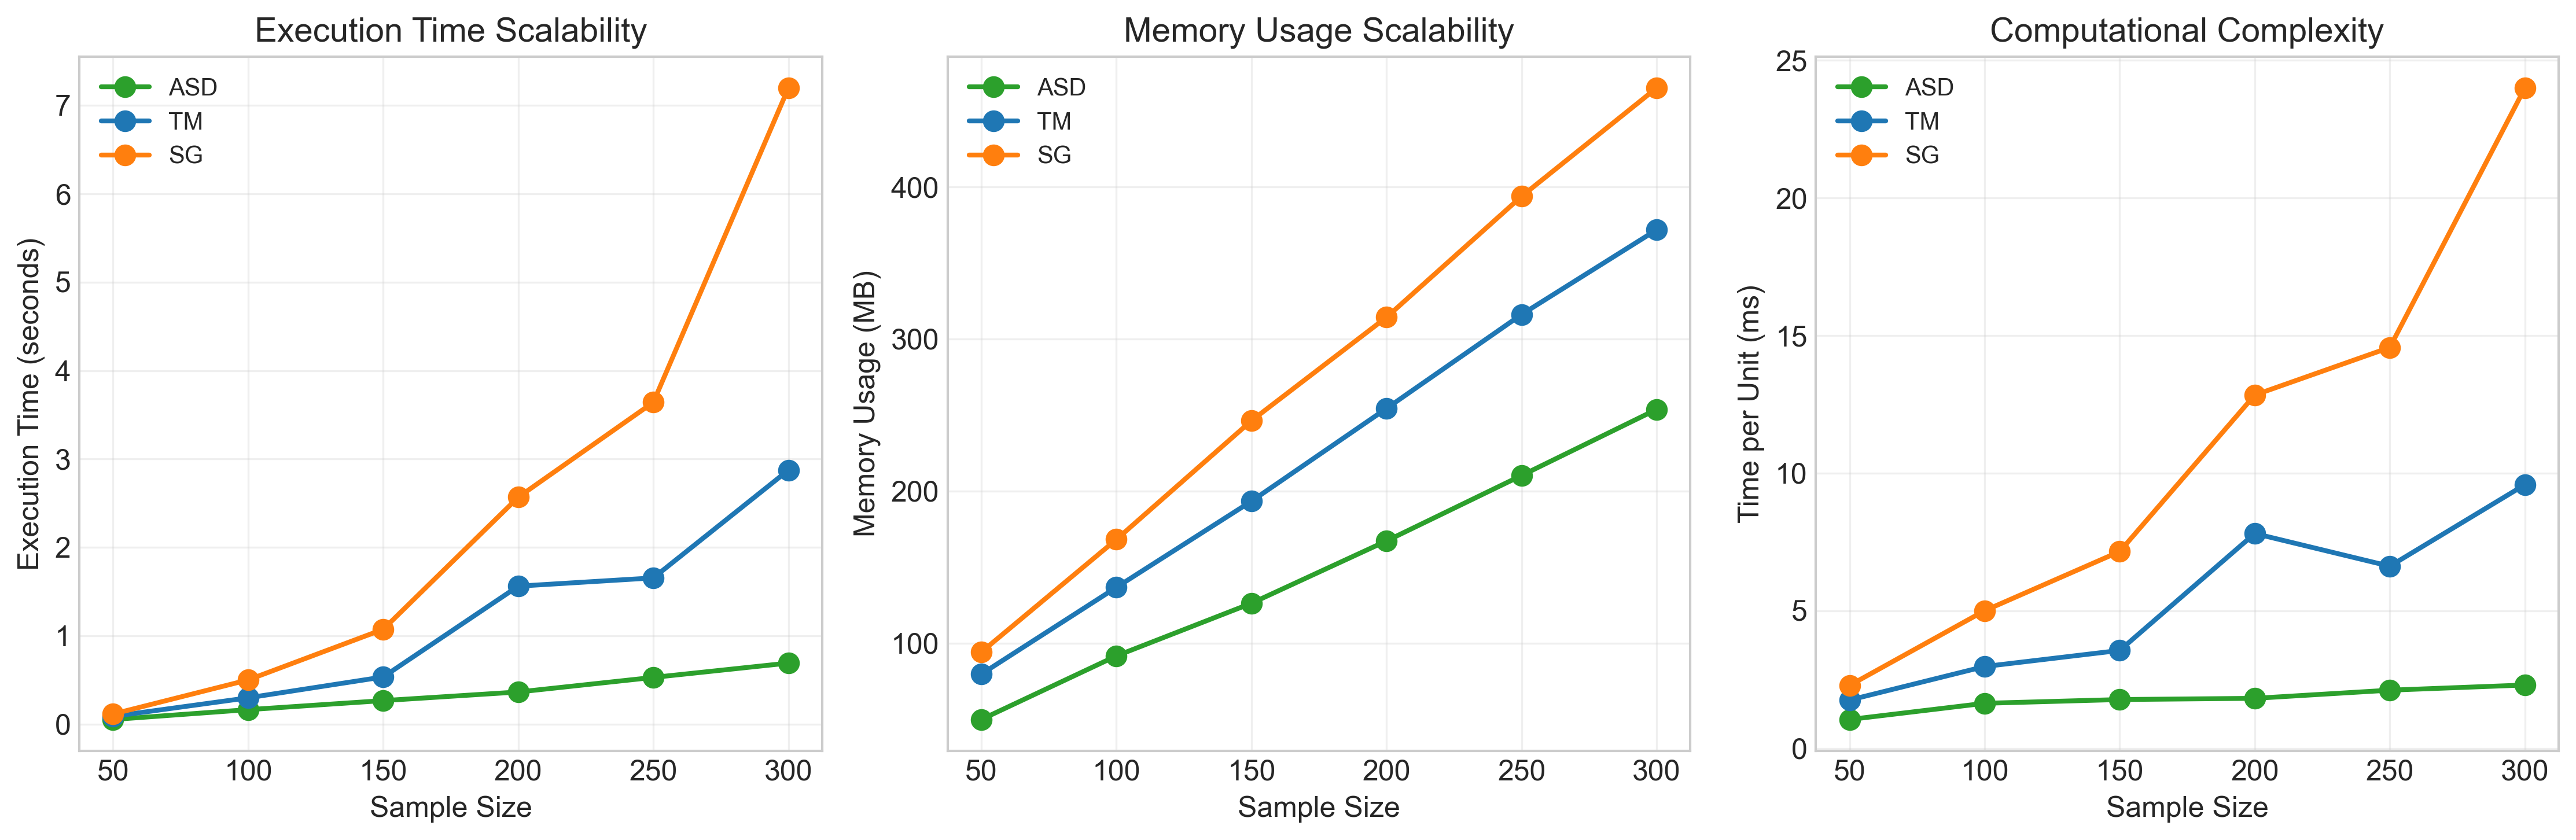 Execution Time Scalability
ASD
TM
SG
Execution Time (seconds)
7
6
5
4
3
2
1
0
50 100 150 200 250 300
Sample Size
Memory Usage Scalability
ASD
TM
SG
Memory Usage (MB)
400
300
200
100
50 100 150 200 250 300
Sample Size
Computational Complexity
ASD
TM
SG
Time per Unit (ms)
25
20
15
10
5
0
50 100 150 200 250 300
Sample Size